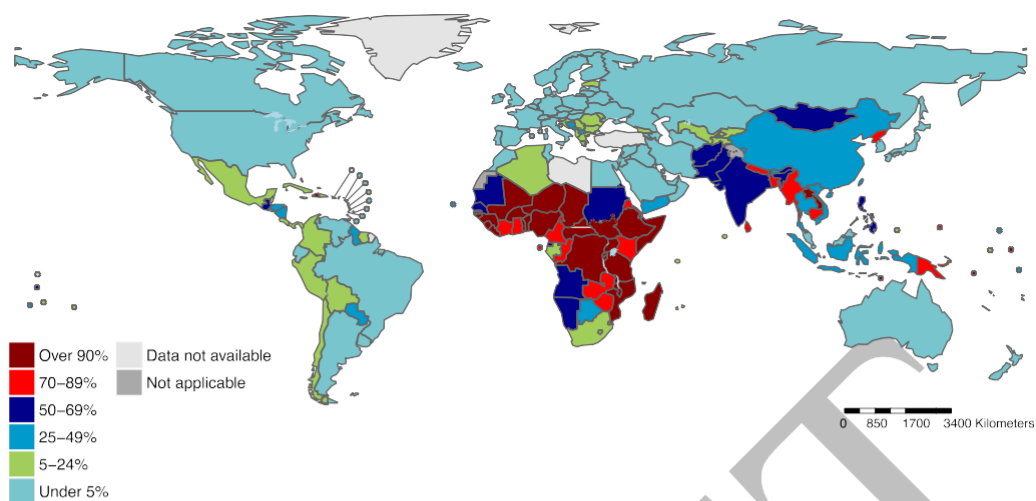 Over 90%
70–89%
50–69%
25–49%
5–24%
Under 5%
Data not available
Not applicable
0 850 1700 3400 Kilometers